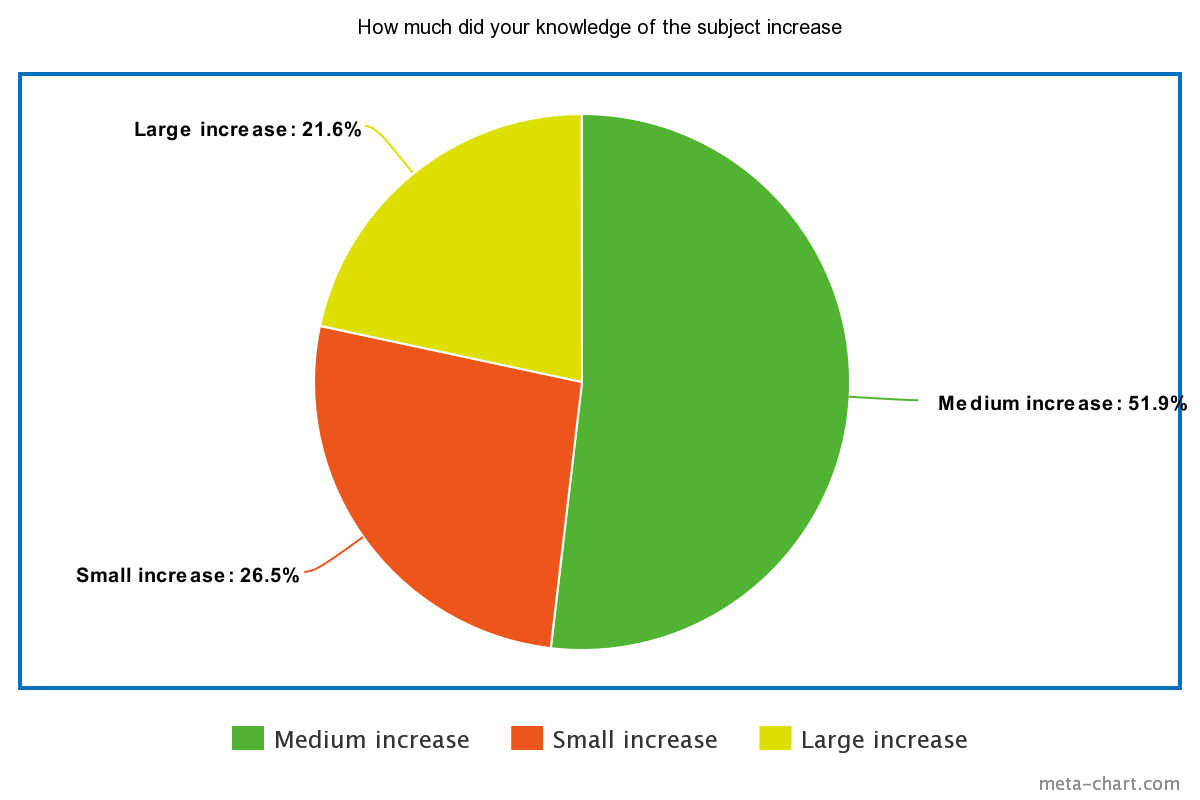 How much did your knowledge of the subject increase
Large increase: 21.6%
Medium increase: 51.9%
Small increase: 26.5%
Medium increase
Small increase
Large increase
meta-chart.com